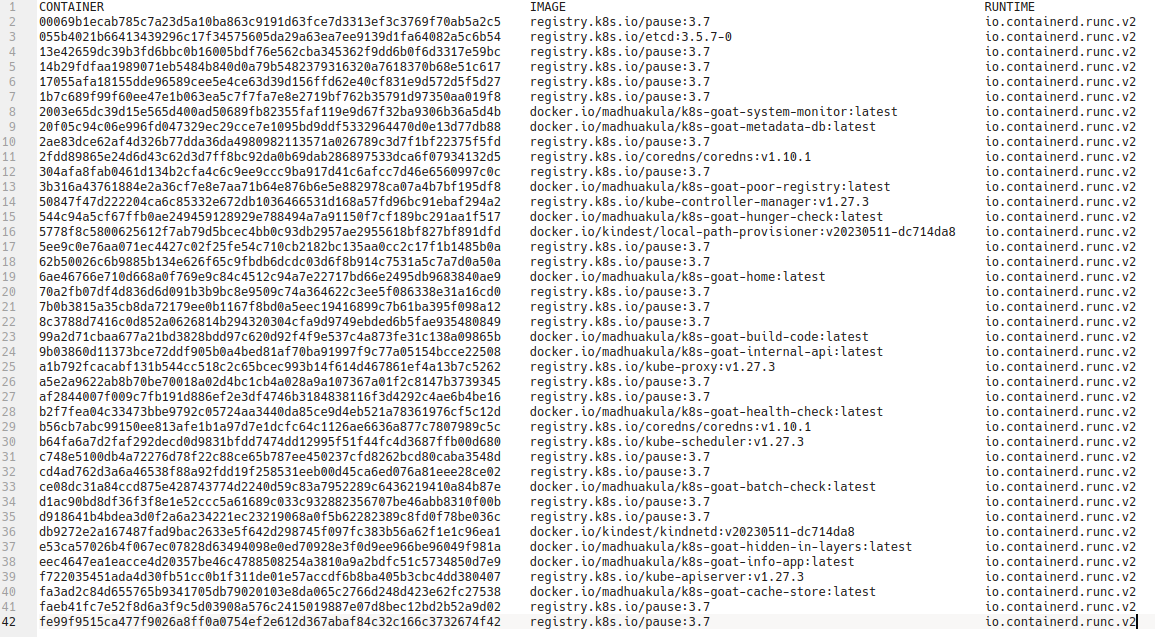 1 CONTAINER IMAGE RUNTIME
2 00069b1ecab785c7a23d5a10ba863c9191d63fce7d3313ef3c3769f70ab5a2c5 registry.k8s.io/pause:3.7 io.containerd.runc.v2
3 055b4021b66413439296c17f34575605da29a63ea7ee9139d1fa64082a5c6b54 registry.k8s.io/etcd:3.5.7-0 io.containerd.runc.v2
4 13e42659dc39b3fd6bbc0b16005bdf76e562cba345362f9dd6b0f6d3317e59bc registry.k8s.io/pause:3.7 io.containerd.runc.v2
5 14b29fdfaa1989071eb5484b840d0a79b5482379316320a7618370b68e51c617 registry.k8s.io/pause:3.7 io.containerd.runc.v2
6 17055afa18155dde96589cee5e4ce63d39d156ffd62e40cf831e9d572d5f5d27 registry.k8s.io/pause:3.7 io.containerd.runc.v2
7 1b7c689f99f60ee47e1b063ea5c7f7fa7e8e2719bf762b35791d97350aa019f8 registry.k8s.io/pause:3.7 io.containerd.runc.v2
8 2003e65dc39d15e565d400ad50689fb82355faf119e9d67f32ba9306b36a5d4b docker.io/madhuakula/k8s-goat-system-monitor:latest io.containerd.runc.v2
9 20f05c94c06e996fd047329ec29cce7e1095bd9ddf5332964470d0e13d77db88 docker.io/madhuakula/k8s-goat-metadata-db:latest io.containerd.runc.v2
10 2ae83dce62af4d326b77dda36da4980982113571a026789c3d7f1bf22375f5fd registry.k8s.io/pause:3.7 io.containerd.runc.v2
11 2fdd89865e24d6d43c62d3d7ff8bc92da0b69dab286897533dca6f07934132d5 registry.k8s.io/coredns/coredns:v1.10.1 io.containerd.runc.v2
12 304afa8fab0461d134b2cfa4c6c9ee9ccc9ba917d41c6afcc7d46e6560997c0c registry.k8s.io/pause:3.7 io.containerd.runc.v2
13 3b316a43761884e2a36cf7e8e7aa71b64e876b6e5e882978ca07a4b7bf195df8 docker.io/madhuakula/k8s-goat-poor-registry:latest io.containerd.runc.v2
14 50847f47d222204ca6c85332e672db1036466531d168a57fd96bc91ebaf294a2 registry.k8s.io/kube-controller-manager:v1.27.3 io.containerd.runc.v2
15 544c94a5cf67ffb0ae249459128929e788494a7a91150f7cf189bc291aa1f517 docker.io/madhuakula/k8s-goat-hunger-check:latest io.containerd.runc.v2
16 5778f8c5800625612f7ab79d5bcec4bb0c93db2957ae2955618bf827bf891dfd docker.io/kindest/local-path-provisioner:v20230511-dc714da8 io.containerd.runc.v2
17 5ee9c0e76aa071ec4427c02f25fe54c710cb2182bc135aa0cc2c17f1b1485b0a registry.k8s.io/pause:3.7 io.containerd.runc.v2
18 62b50026c6b9885b134e626f65c9fbdb6dcdc03d6f8b914c7531a5c7a7d0a50a registry.k8s.io/pause:3.7 io.containerd.runc.v2
19 6ae46766e710d668a0f769e9c84c4512c94a7e22717bd66e2495db9683840ae9 docker.io/madhuakula/k8s-goat-home:latest io.containerd.runc.v2
20 70a2fb07df4d836d6d091b3b9bc8e9509c74a364622c3ee5f086338e31a16cd0 registry.k8s.io/pause:3.7 io.containerd.runc.v2
21 7b0b3815a35cb8da72179ee0b1167f8bd0a5eec19416899c7b61ba395f098a12 registry.k8s.io/pause:3.7 io.containerd.runc.v2
22 8c3788d7416c0d852a0626814b294320304cfa9d9749ebded6b5fae935480849 registry.k8s.io/pause:3.7 io.containerd.runc.v2
23 99a2d71cbaa677a21bd3828bdd97c620d92f4f9e537c4a873fe31c138a09865b docker.io/madhuakula/k8s-goat-build-code:latest io.containerd.runc.v2
24 9b03860d11373bce72ddf905b0a4bed81af70ba91997f9c77a05154bcce22508 docker.io/madhuakula/k8s-goat-internal-api:latest io.containerd.runc.v2
25 a1b792fcacabf131b544cc518c2c65bcec993b14f614d467861ef4a13b7c5262 registry.k8s.io/kube-proxy:v1.27.3 io.containerd.runc.v2
26 a5e2a9622ab8b70be70018a02d4bc1cb4a028a9a107367a01f2c8147b3739345 registry.k8s.io/pause:3.7 io.containerd.runc.v2
27 af2844007f009c7fb191d886ef2e3df4746b3184838116f3d4292c4ae6b4be16 registry.k8s.io/pause:3.7 io.containerd.runc.v2
28 b2f7fea04c33473bbe9792c05724aa3440da85ce9d4eb521a78361976cf5c12d docker.io/madhuakula/k8s-goat-health-check:latest io.containerd.runc.v2
29 b56cb7abc99150ee813afe1b1a97d7e1dcfc64c1126ae6636a877c7807989c5c registry.k8s.io/coredns/coredns:v1.10.1 io.containerd.runc.v2
30 b64fa6a7d2faf292decd0d9831bfdd7474dd12995f51f44fc4d3687ffb00d680 registry.k8s.io/kube-scheduler:v1.27.3 io.containerd.runc.v2
31 c748e5100db4a72276d78f22c88ce65b787ee450237cfd8262bcd80caba3548d registry.k8s.io/pause:3.7 io.containerd.runc.v2
32 cd4ad762d3a6a46538f88a92fdd19f258531eeb00d45ca6ed076a81eee28ce02 registry.k8s.io/pause:3.7 io.containerd.runc.v2
33 ce08dc31a84ccd875e428743774d2240d59c83a7952289c6436219410a84b87e docker.io/madhuakula/k8s-goat-batch-check:latest io.containerd.runc.v2
34 d1ac90bd8df36f3f8e1e52ccc5a61689c033c932882356707be46abb8310f00b registry.k8s.io/pause:3.7 io.containerd.runc.v2
35 d918641b4bdea3d0f2a6a234221ec23219068a0f5b62282389c8fd0f78be036c registry.k8s.io/pause:3.7 io.containerd.runc.v2
36 db9272e2a167487fad9bac2633e5f642d298745f097fc383b56a62f1e1c96ea1 docker.io/kindest/kindnetd:v20230511-dc714da8 io.containerd.runc.v2
37 e53ca57026b4f067ec07828d63494098e0ed70928e3f0d9ee966be96049f981a docker.io/madhuakula/k8s-goat-hidden-in-layers:latest io.containerd.runc.v2
38 eec4647ea1eacce4d20357be46c4788508254a3810a9a2bdfc51c5734850d7e9 docker.io/madhuakula/k8s-goat-info-app:latest io.containerd.runc.v2
39 f722035451ada4d30fb51cc0b1f311de01e57accdf6b8ba405b3cbc4dd380407 registry.k8s.io/kube-apiserver:v1.27.3 io.containerd.runc.v2
40 fa3ad2c84d655765b9341705db79020103e8da065c2766d248d423e62fc27538 docker.io/madhuakula/k8s-goat-cache-store:latest io.containerd.runc.v2
41 faeb41fc7e52f8d6a3f9c5d03908a576c2415019887e07d8bec12bd2b52a9d02 registry.k8s.io/pause:3.7 io.containerd.runc.v2
42 fe99f9515ca477f9026a8ff0a0754ef2e612d367abaf84c32c166c3732674f42 registry.k8s.io/pause:3.7 io.containerd.runc.v2